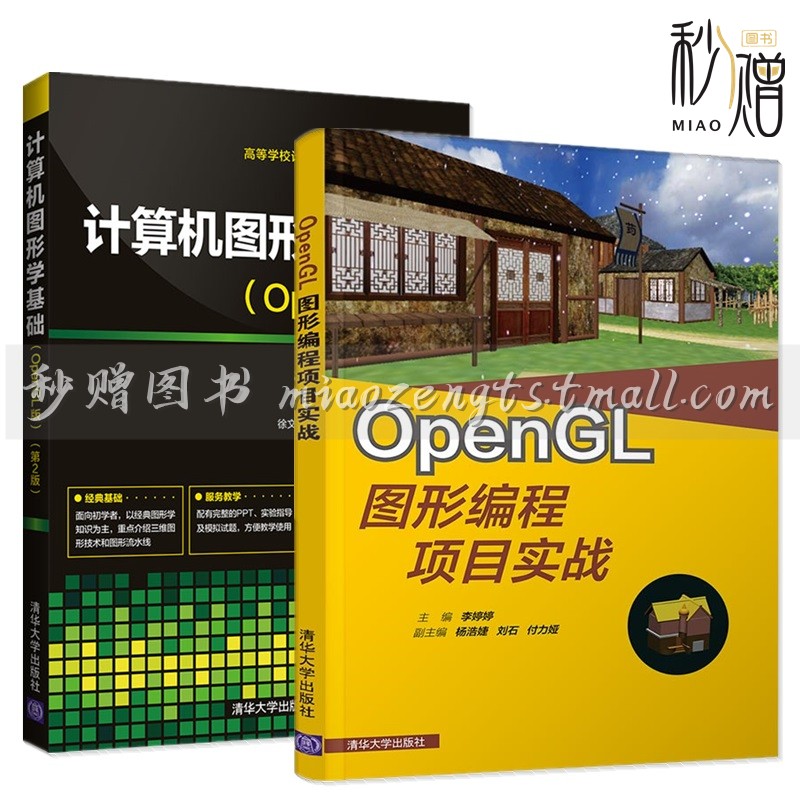 图书
秒赠
MIAO
计算机图形学基础(OpenGL版)(第2版)
清华大学出版社
高等学校
计算机图形
(Op
徐文
经典基础
面向初学者，以经典图形学
知识为主，重点介绍三维图
形技术和图形流水线
服务教学
配有完整的PPT、实验指导
及模拟试题，方便教学使用
清华大学出版社
OpenGL 图形编程项目实战
清华大学出版社
药
OpenGL
图形编程
项目实战
主 编 李婷婷
副主编 杨浩婕 刘石 付力娅
清华大学出版社
秒赠图书 miaozengts.tmall.com